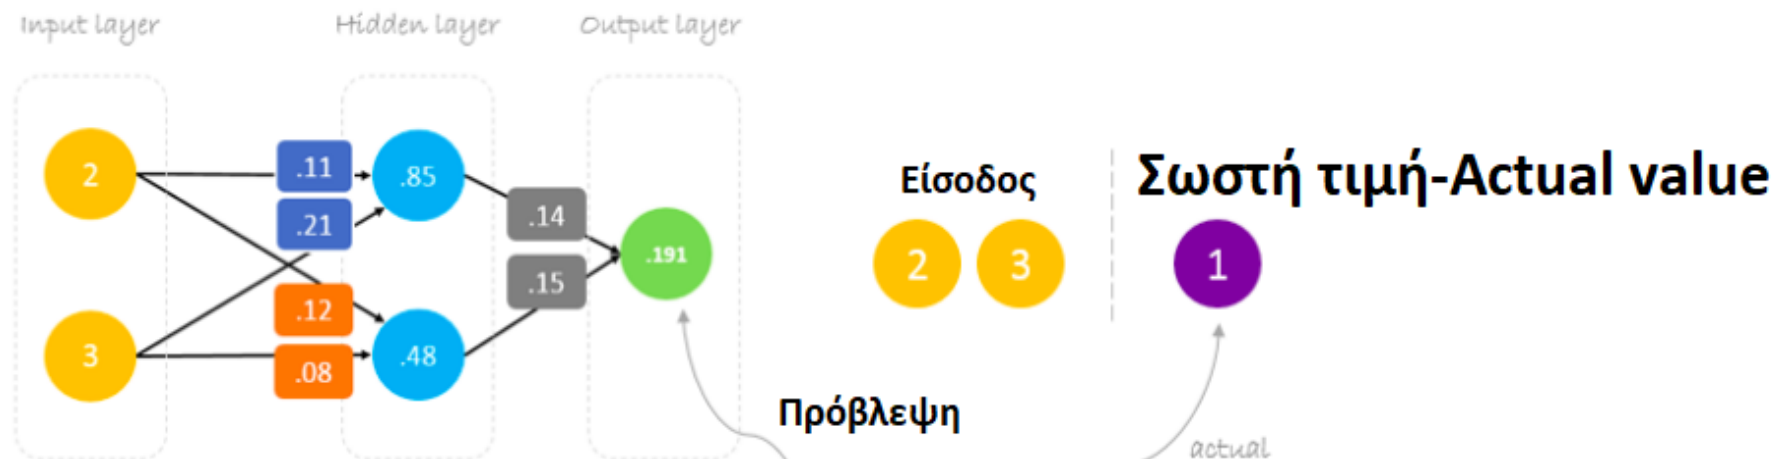 Input layer
Hidden layer
Output layer
2
.11
.85
.21
.14
.191
.15
.12
3
.08
.48
Είσοδος
Σωστή τιμή-Actual value
2 3
1
Πρόβλεψη
actual